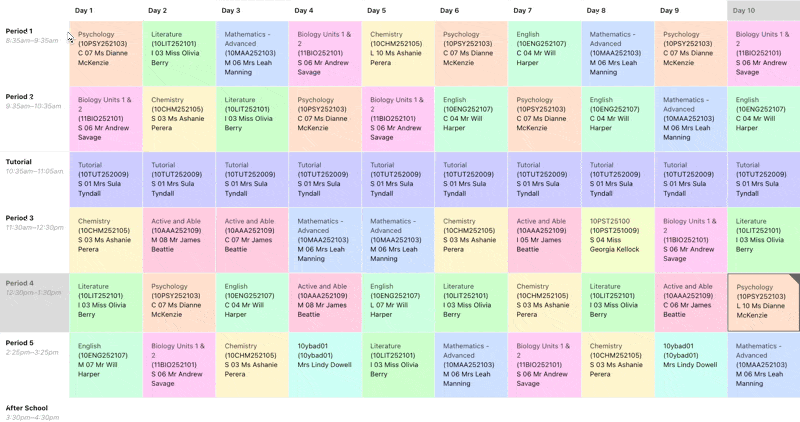 Day 1 Day 2 Day 3 Day 4 Day 5 Day 6 Day 7 Day 8 Day 9 Day 10
Period 1
8:35am–9:35am
Psychology
(10PSY252103)
C 07 Ms Dianne
McKenzie
Literature
(10LIT252101)
I 03 Miss Olivia
Berry
Mathematics -
Advanced
(10MAA252103)
M 06 Mrs Leah
Manning
Biology Units 1 &
2
(11BIO252101)
S 06 Mr Andrew
Savage
Chemistry
(10CHM252105)
L 10 Ms Ashanie
Perera
Psychology
(10PSY252103)
C 07 Ms Dianne
McKenzie
English
(10ENG252107)
C 04 Mr Will
Harper
Mathematics -
Advanced
(10MAA252103)
M 06 Mrs Leah
Manning
Psychology
(10PSY252103)
C 07 Ms Dianne
McKenzie
Biology Units 1 &
2
(11BIO252101)
S 06 Mr Andrew
Savage
Period 2
9:35am–10:35am
Biology Units 1 &
2
(11BIO252101)
S 06 Mr Andrew
Savage
Chemistry
(10CHM252105)
S 03 Ms Ashanie
Perera
Literature
(10LIT252101)
I 03 Miss Olivia
Berry
Psychology
(10PSY252103)
C 07 Ms Dianne
McKenzie
Biology Units 1 &
2
(11BIO252101)
S 06 Mr Andrew
Savage
English
(10ENG252107)
C 04 Mr Will
Harper
Psychology
(10PSY252103)
C 07 Ms Dianne
McKenzie
English
(10ENG252107)
C 04 Mr Will
Harper
Mathematics -
Advanced
(10MAA252103)
M 06 Mrs Leah
Manning
English
(10ENG252107)
C 04 Mr Will
Harper
Tutorial
10:35am–11:05am
Tutorial
(10TUT252009)
S 01 Mrs Sula
Tyndall
Tutorial
(10TUT252009)
S 01 Mrs Sula
Tyndall
Tutorial
(10TUT252009)
S 01 Mrs Sula
Tyndall
Tutorial
(10TUT252009)
S 01 Mrs Sula
Tyndall
Tutorial
(10TUT252009)
S 01 Mrs Sula
Tyndall
Tutorial
(10TUT252009)
S 01 Mrs Sula
Tyndall
Tutorial
(10TUT252009)
S 01 Mrs Sula
Tyndall
Tutorial
(10TUT252009)
S 01 Mrs Sula
Tyndall
Tutorial
(10TUT252009)
S 01 Mrs Sula
Tyndall
Tutorial
(10TUT252009)
S 01 Mrs Sula
Tyndall
Period 3
11:30am–12:30pm
Chemistry
(10CHM252105)
S 03 Ms Ashanie
Perera
Active and Able
(10AAA252109)
M 08 Mr James
Beattie
Active and Able
(10AAA252109)
C 07 Mr James
Beattie
Mathematics -
Advanced
(10MAA252103)
M 06 Mrs Leah
Manning
Mathematics -
Advanced
(10MAA252103)
M 06 Mrs Leah
Manning
Chemistry
(10CHM252105)
S 03 Ms Ashanie
Perera
Active and Able
(10AAA252109)
I 05 Mr James
Beattie
10PST25100
(10PST251009)
S 04 Miss
Georgia Kellock
Biology Units 1 &
2
(11BIO252101)
S 06 Mr Andrew
Savage
Literature
(10LIT252101)
I 03 Miss Olivia
Berry
Period 4
12:30pm–1:30pm
Literature
(10LIT252101)
I 03 Miss Olivia
Berry
Psychology
(10PSY252103)
C 07 Ms Dianne
McKenzie
English
(10ENG252107)
C 04 Mr Will
Harper
Active and Able
(10AAA252109)
M 08 Mr James
Beattie
English
(10ENG252107)
L 07 Mr Will
Harper
Literature
(10LIT252101)
I 03 Miss Olivia
Berry
Chemistry
(10CHM252105)
S 03 Ms Ashanie
Perera
Literature
(10LIT252101)
I 03 Miss Olivia
Berry
Active and Able
(10AAA252109)
C 06 Mr James
Beattie
Psychology
(10PSY252103)
L 10 Ms Dianne
McKenzie
Period 5
2:25pm–3:25pm
English
(10ENG252107)
M 07 Mr Will
Harper
Biology Units 1 &
2
(11BIO252101)
S 06 Mr Andrew
Savage
Chemistry
(10CHM252105)
S 03 Ms Ashanie
Perera
10ybad01
(10ybad01)
Mrs Lindy Dowell
Literature
(10LIT252101)
I 03 Miss Olivia
Berry
Mathematics -
Advanced
(10MAA252103)
M 06 Mrs Leah
Manning
Biology Units 1 &
2
(11BIO252101)
S 06 Mr Andrew
Savage
Chemistry
(10CHM252105)
S 03 Ms Ashanie
Perera
10ybad01
(10ybad01)
Mrs Lindy Dowell
Mathematics -
Advanced
(10MAA252103)
M 06 Mrs Leah
Manning
After School
3:30pm–4:30pm